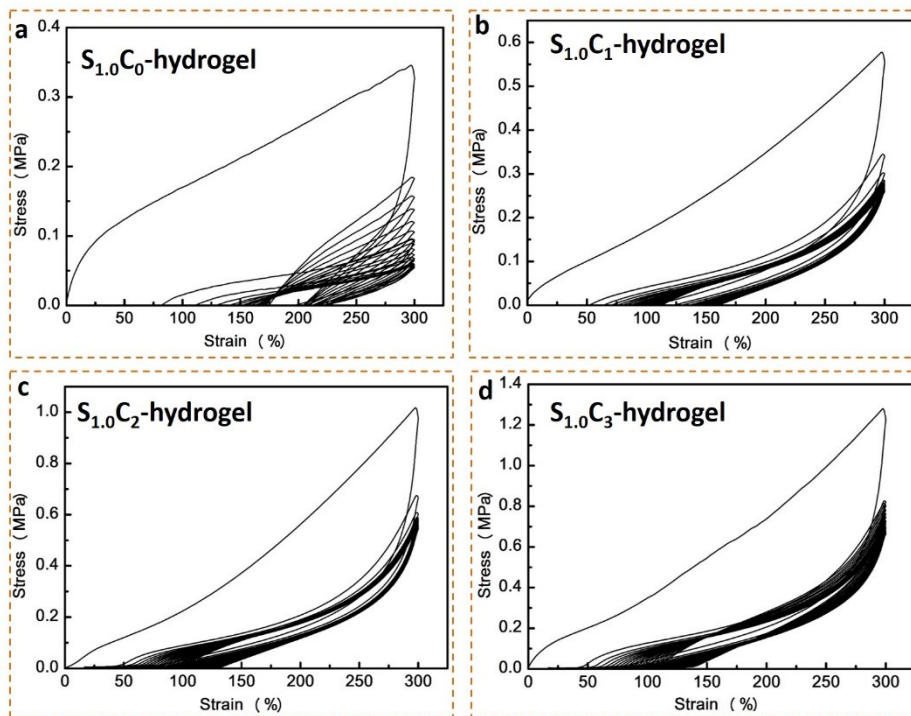 a
S1.0C0-hydrogel
Stress (MPa)
0.4
0.3
0.2
0.1
0.0
0 50 100 150 200 250 300
Strain (%)
b
S1.0C1-hydrogel
Stress (MPa)
0.6
0.5
0.4
0.3
0.2
0.1
0.0
0 50 100 150 200 250 300
Strain (%)
c
S1.0C2-hydrogel
Stress (MPa)
1.0
0.8
0.6
0.4
0.2
0.0
0 50 100 150 200 250 300
Strain (%)
d
S1.0C3-hydrogel
Stress (MPa)
1.4
1.2
1.0
0.8
0.6
0.4
0.2
0.0
0 50 100 150 200 250 300
Strain (%)